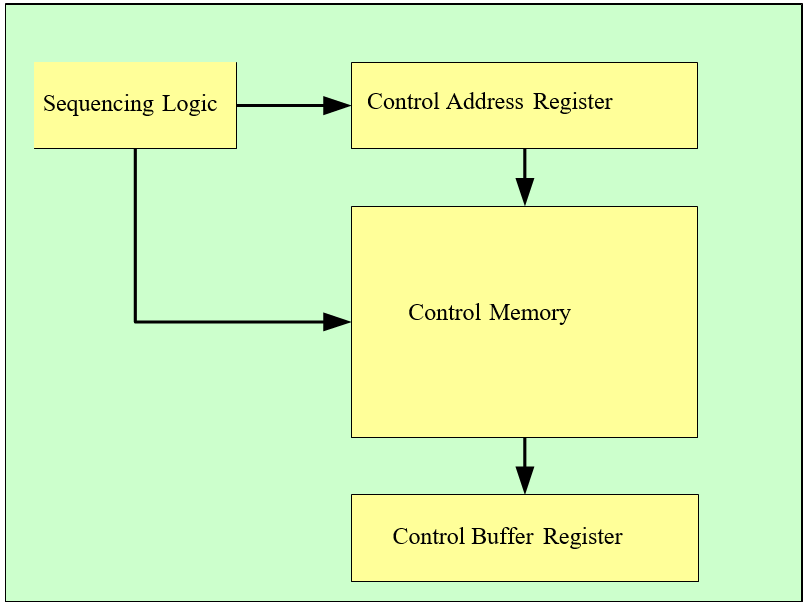 Sequencing Logic
Control Address Register
Control Memory
Control Buffer Register